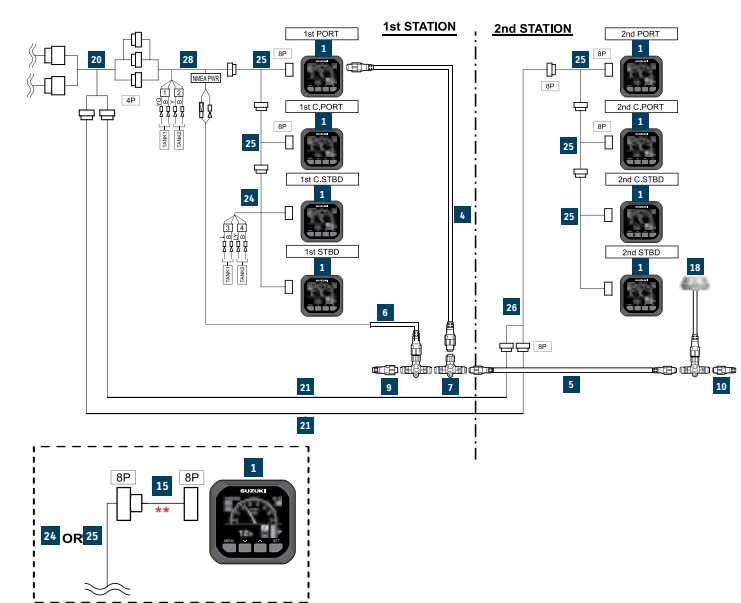 1st STATION
2nd STATION
1st PORT
1
2nd PORT
1
20
28
25
8P
25
8P
8P
NMEA PWR
4P
YG
B
Y
B
1
2
TANK1
TANK2
1st C.PORT
1
8P
25
2nd C.PORT
1
8P
25
1st C.STBD
1
24
2nd C.STBD
1
25
4
3
4
B
LY
B
TANK1
TANK2
1st STBD
1
2nd STBD
1
18
6
26
8P
9
7
5
10
21
21
8P
15
8P
**
1
24 OR 25
SUZUKI
MENU
SET